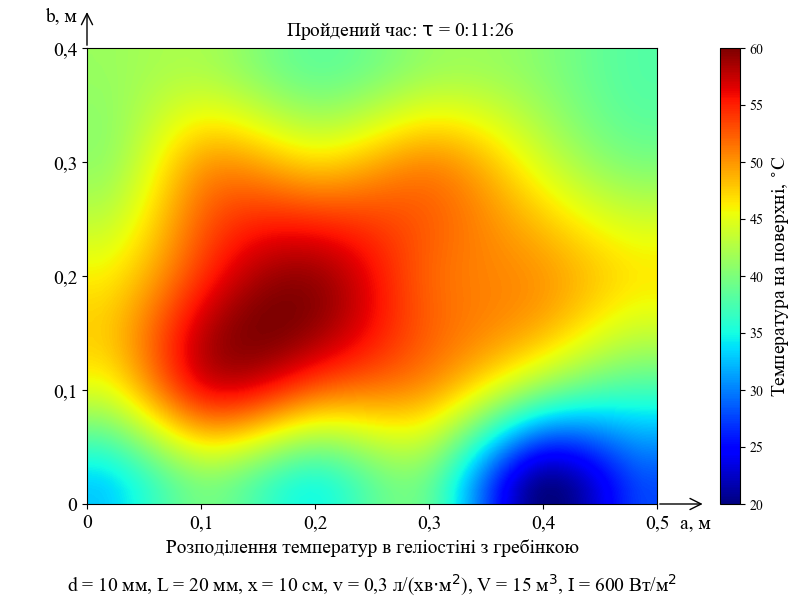 b, м
Пройдений час: τ = 0:11:26
0,4
0,3
0,2
0,1
0
0 0,1 0,2 0,3 0,4 0,5 a, м
60
55
50
45
40
35
30
25
20
Температура на поверхні, °C
Розподілення температур в геліостіні з гребінкою
d = 10 мм, L = 20 мм, x = 10 см, v = 0,3 л/(хв·м²), V = 15 м³, I = 600 Вт/м²